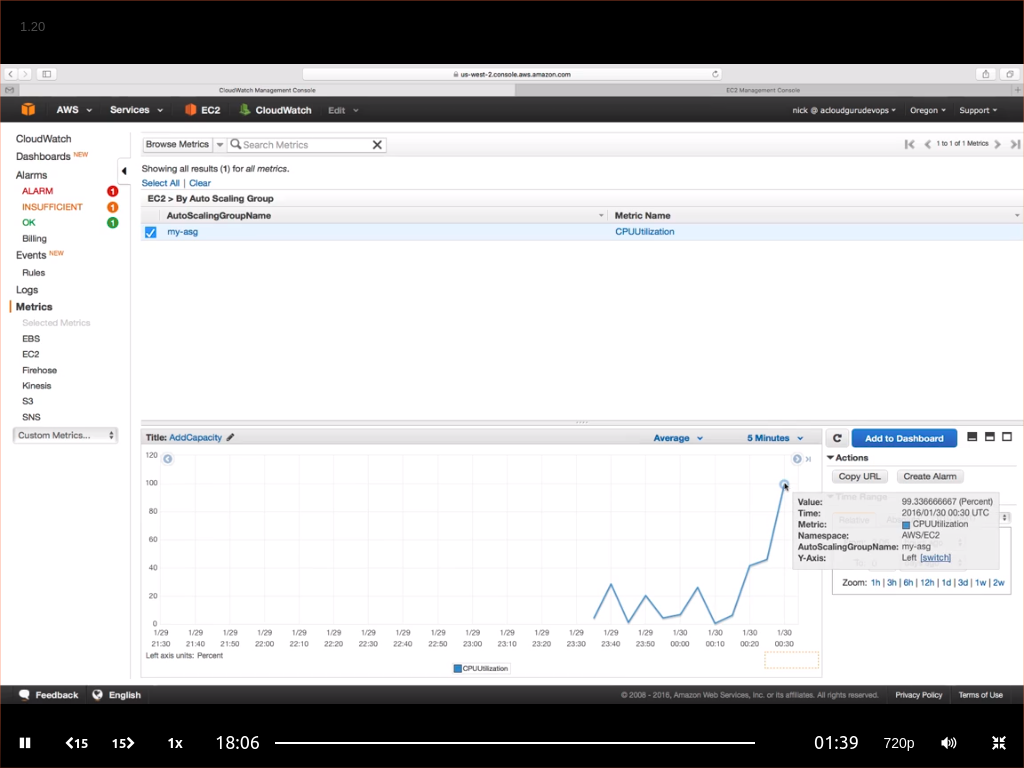 1.20
us-west-2.console.aws.amazon.com
CloudWatch Management Console
EC2 Management Console
AWS Services EC2 CloudWatch Edit nick @ acloudgurudevops Oregon Support
CloudWatch
Dashboards NEW
Alarms
ALARM 1
INSUFFICIENT 1
OK 1
Billing
Events NEW
Rules
Logs
Metrics
Selected Metrics
EBS
EC2
Firehose
Kinesis
S3
SNS
Custom Metrics...
Browse Metrics Search Metrics 1 to 1 of 1 Metrics
Showing all results (1) for all metrics.
Select All | Clear
EC2 > By Auto Scaling Group
AutoScalingGroupName Metric Name
my-asg CPUUtilization
Title: AddCapacity Average 5 Minutes
120
100
80
60
40
20
0
1/29 1/29 1/29 1/29 1/29 1/29 1/29 1/29 1/29 1/29 1/29 1/29 1/29 1/29 1/29 1/30 1/30 1/30 1/30
21:30 21:40 21:50 22:00 22:10 22:20 22:30 22:40 22:50 23:00 23:10 23:20 23:30 23:40 23:50 00:00 00:10 00:20 00:30
Left axis units: Percent
CPUUtilization
Add to Dashboard
Actions
Copy URL Create Alarm
Time Range
Value: 99.336666667 (Percent)
Time: 2016/01/30 00:30 UTC
Metric: CPUUtilization
Namespace: AWS/EC2
AutoScalingGroupName: my-asg
Y-Axis: Left [switch]
Zoom: 1h | 3h | 6h | 12h | 1d | 3d | 1w | 2w
Feedback English © 2008 - 2016, Amazon Web Services, Inc. or its affiliates. All rights reserved. Privacy Policy Terms of Use
15 15 1x 18:06 01:39 720p